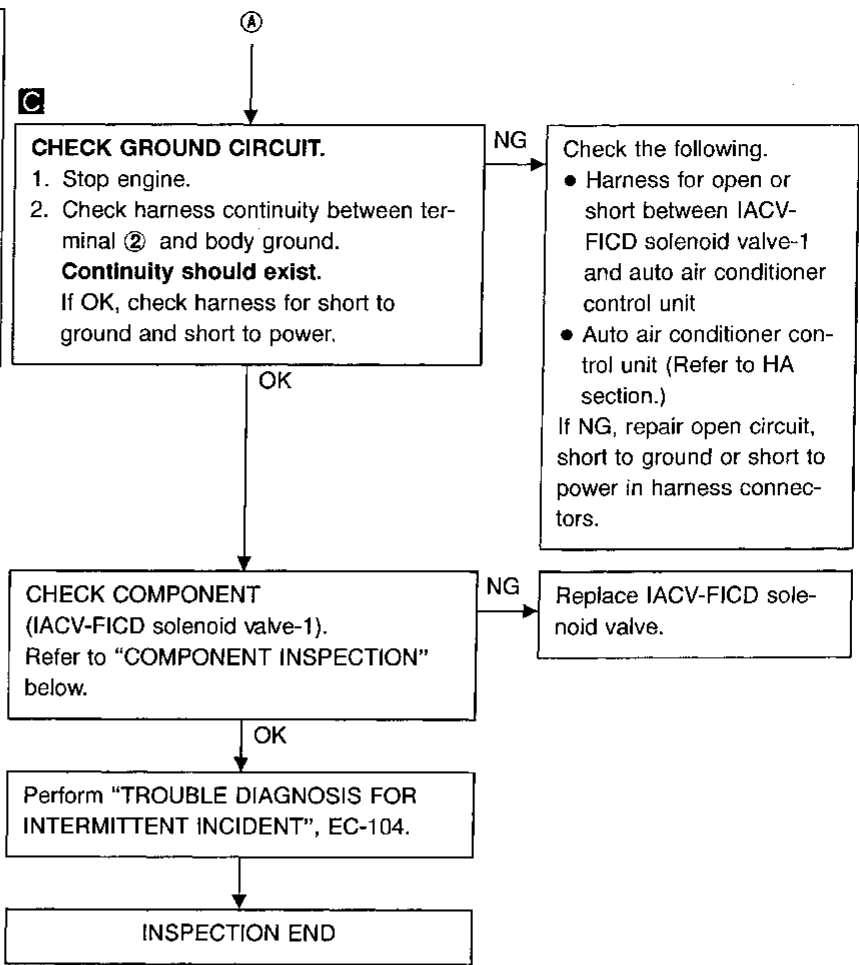 Ⓐ
C
CHECK GROUND CIRCUIT.
1. Stop engine.
2. Check harness continuity between ter-
minal ② and body ground.
Continuity should exist.
If OK, check harness for short to
ground and short to power.
NG
Check the following.
● Harness for open or
short between IACV-
FICD solenoid valve-1
and auto air conditioner
control unit
● Auto air conditioner con-
trol unit (Refer to HA
section.)
If NG, repair open circuit,
short to ground or short to
power in harness connec-
tors.
OK
CHECK COMPONENT
(IACV-FICD solenoid valve-1).
Refer to “COMPONENT INSPECTION”
below.
NG
Replace IACV-FICD sole-
noid valve.
OK
Perform “TROUBLE DIAGNOSIS FOR
INTERMITTENT INCIDENT”, EC-104.
INSPECTION END